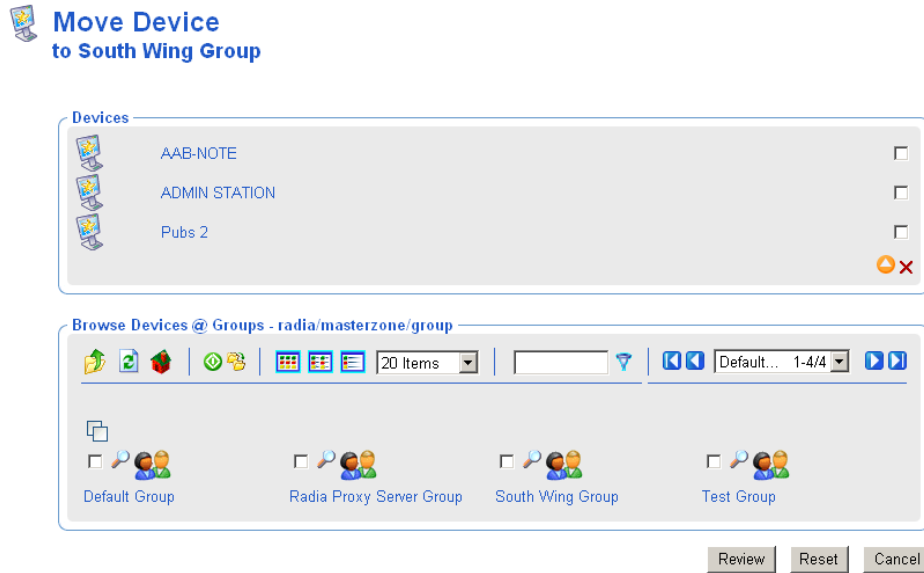 Move Device
to South Wing Group
Devices
AAB-NOTE
ADMIN STATION
Pubs 2
Browse Devices @ Groups - radia/masterzone/group
20 Items
Default... 1-4/4
Default Group
Radia Proxy Server Group
South Wing Group
Test Group
Review
Reset
Cancel